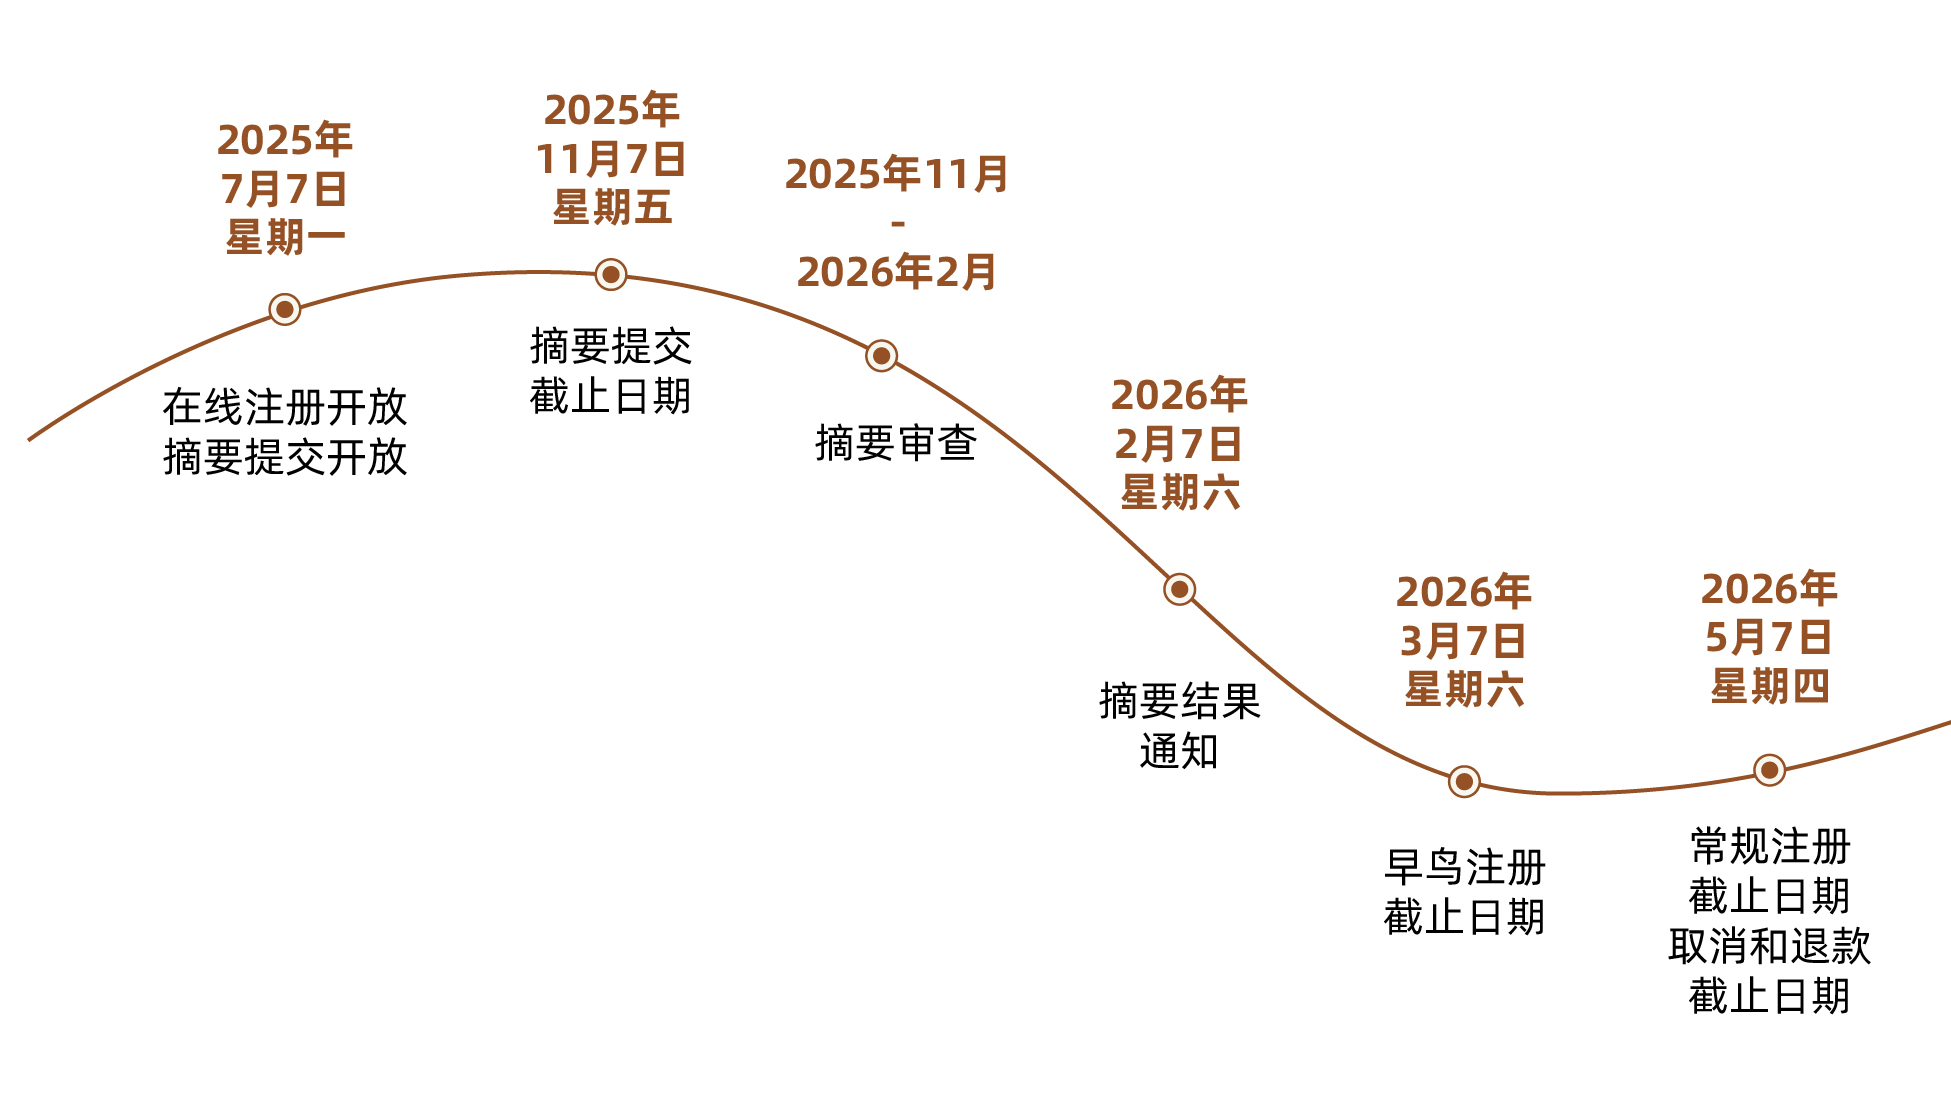 2025年
7月7日
星期一
在线注册开放
摘要提交开放
2025年
11月7日
星期五
摘要提交
截止日期
2025年11月
-
2026年2月
摘要审查
2026年
2月7日
星期六
摘要结果
通知
2026年
3月7日
星期六
早鸟注册
截止日期
2026年
5月7日
星期四
常规注册
截止日期
取消和退款
截止日期